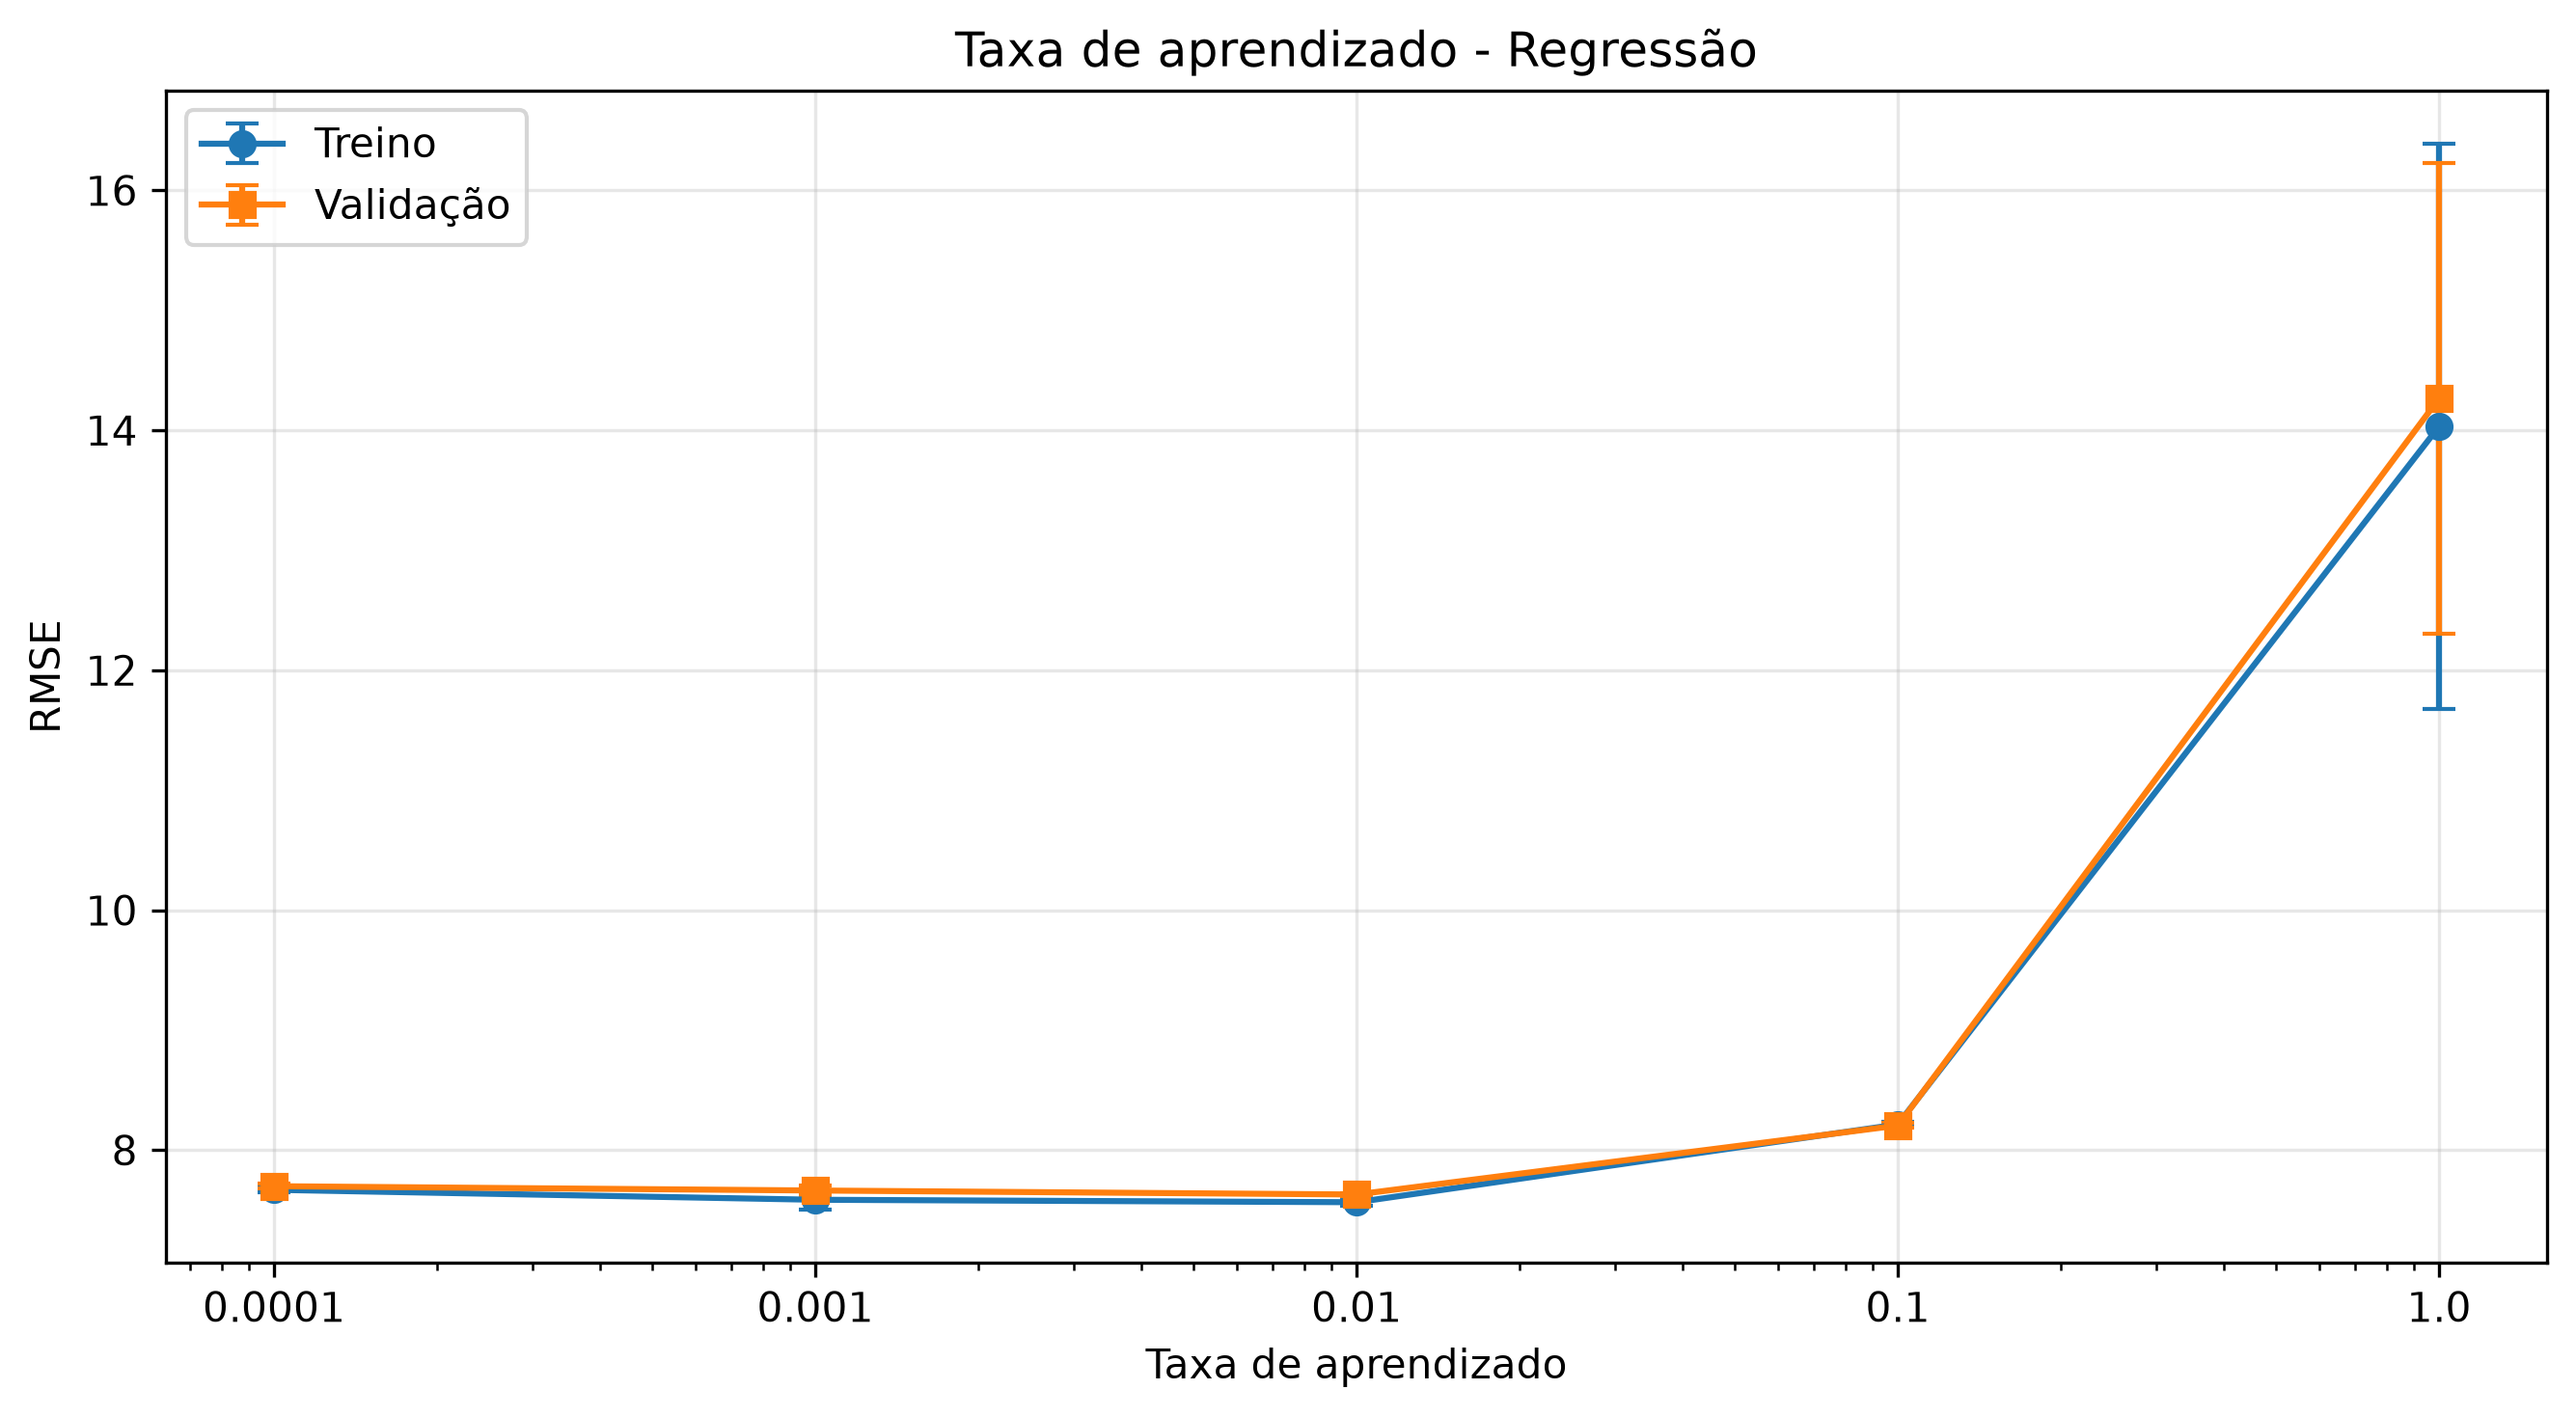 Taxa de aprendizado - Regressão
Treino
Validação
16
14
12
10
8
RMSE
0.0001 0.001 0.01 0.1 1.0
Taxa de aprendizado